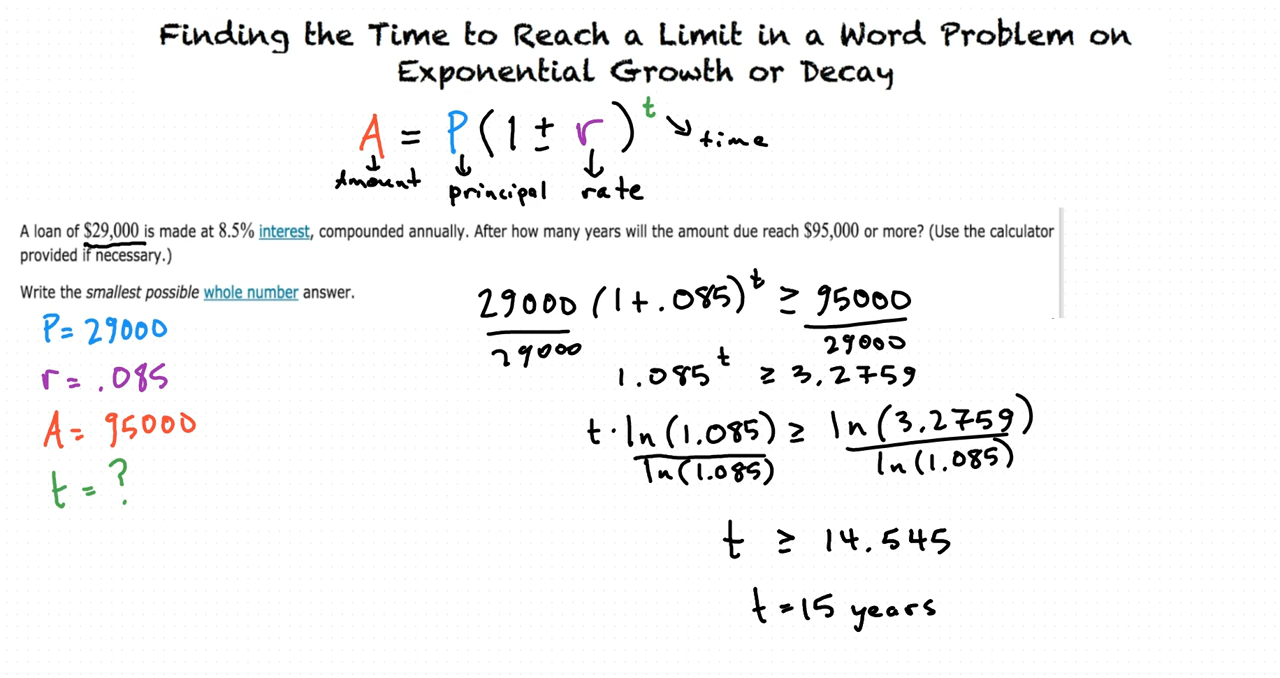 Finding the Time to Reach a Limit in a Word Problem on
Exponential Growth or Decay
A = P(1 ± r)^t → time
Amount principal rate
A loan of $29,000 is made at 8.5% interest, compounded annually. After how many years will the amount due reach $95,000 or more? (Use the calculator
provided if necessary.)
Write the smallest possible whole number answer.
P= 29000
r= .085
A= 95000
t = ?
29000 (1+.085)^t ≥ 95000
29000 29000
1.085^t ≥ 3.2759
t·ln(1.085) ≥ ln(3.2759)
ln(1.085) ln(1.085)
t ≥ 14.545
t=15 years